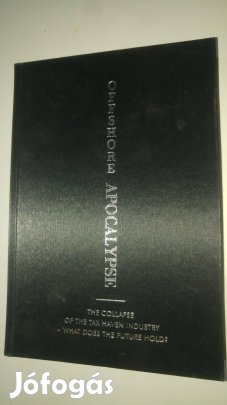 OFFSHORE APOCALYPSE
THE COLLAPSE
OF THE TAX HAVEN INDUSTRY
- WHAT DOES THE FUTURE HOLD?
Jófogás